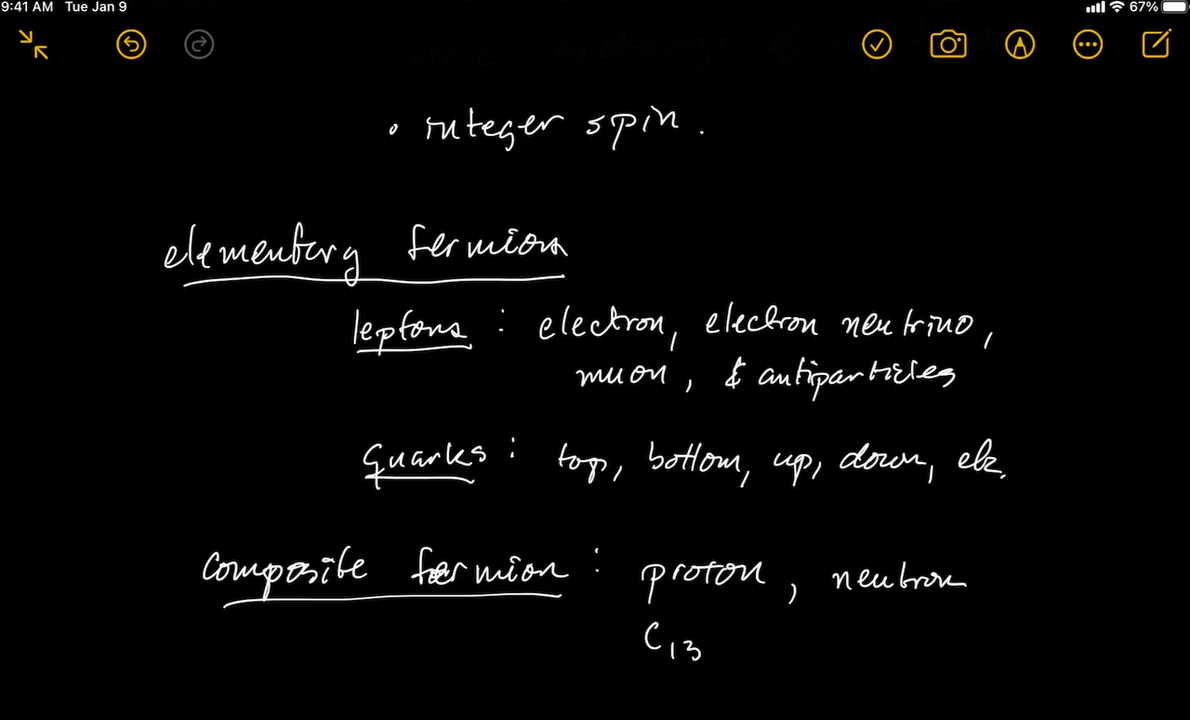 9:41 AM Tue Jan 9
67%
• integer spin.
elementary fermion
leptons : electron, electron neutrino,
muon, & antiparticles
quarks : top, bottom, up, down, etc.
composite fermion : proton, neutron
C13